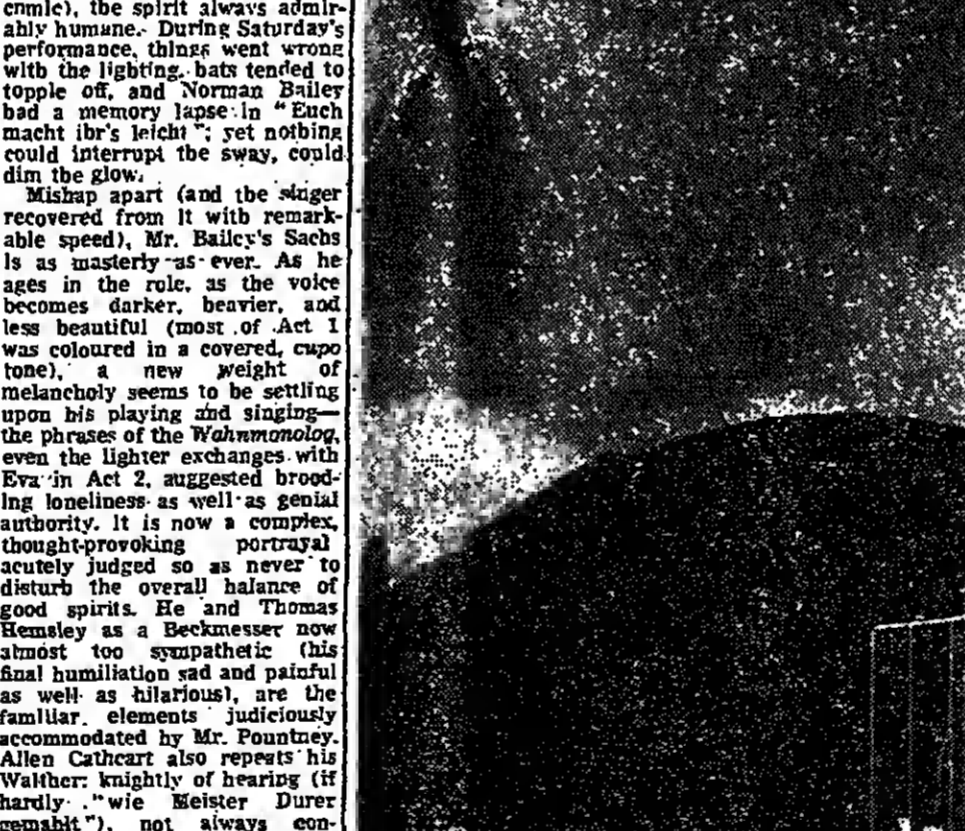 cnmic), the spirit always admir-
ably humane. During Saturday's
performance, things went wrong
with the lighting, hats tended to
topple off, and Norman Bailey
had a memory lapse in "Euch
macht ihr's leicht"; yet nothing
could interrupt the sway, could
dim the glow.
Mishap apart (and the singer
recovered from it with remark-
able speed), Mr. Bailey's Sachs
is as masterly as ever. As he
ages in the role, as the voice
becomes darker, heavier, and
less beautiful (most of Act 1
was coloured in a covered, cupo
tone), a new weight of
melancholy seems to be settling
upon his playing and singing—
the phrases of the Wahnmonolog,
even the lighter exchanges with
Eva in Act 2, suggested brood-
ing loneliness as well as genial
authority. It is now a complex,
thought-provoking portrayal
acutely judged so as never to
disturb the overall balance of
good spirits. He and Thomas
Hemsley as a Beckmesser now
almost too sympathetic (his
final humiliation sad and painful
as well as hilarious), are the
familiar elements judiciously
accommodated by Mr. Pountney.
Allen Cathcart also repeats his
Walther: knightly of hearing (if
hardly "wie Meister Durer
gemahlt"), not always con-